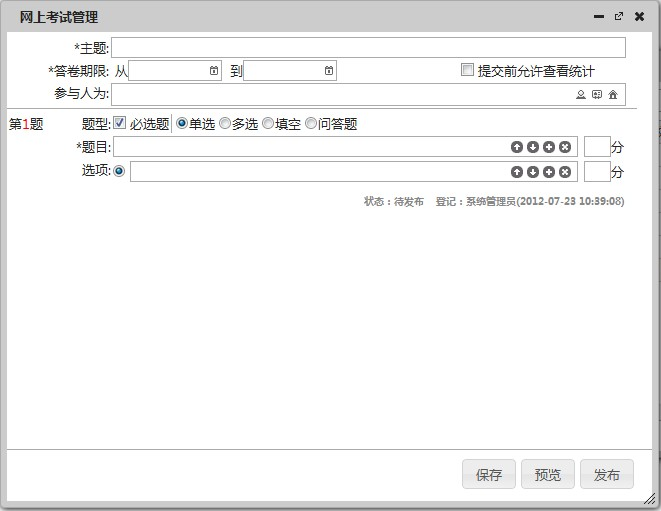 网上考试管理
*主题:
*答卷期限: 从 到 提交前允许查看统计
参与人为:
第1题 题型: 必选题 单选 多选 填空 问答题
*题目: 分
选项: 分
状态：待发布 登记：系统管理员(2012-07-23 10:39:08)
保存 预览 发布